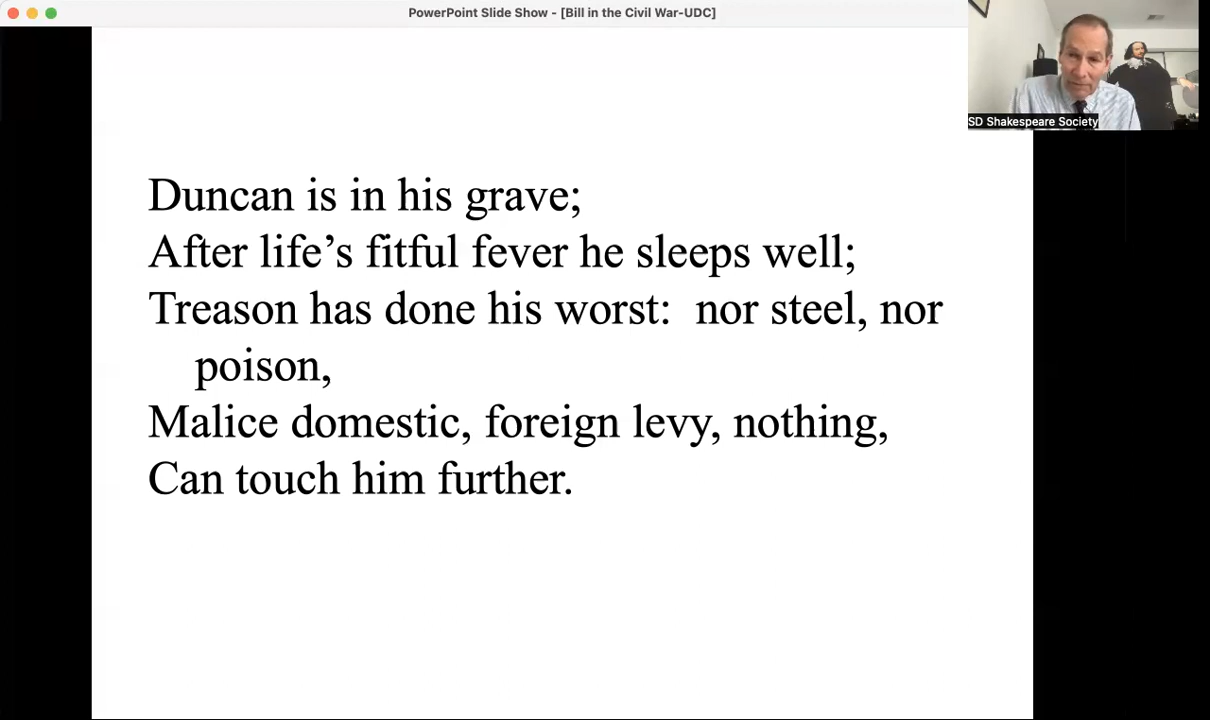 PowerPoint Slide Show - [Bill in the Civil War-UDC]
SD Shakespeare Society
Duncan is in his grave;
After life’s fitful fever he sleeps well;
Treason has done his worst:  nor steel, nor
poison,
Malice domestic, foreign levy, nothing,
Can touch him further.